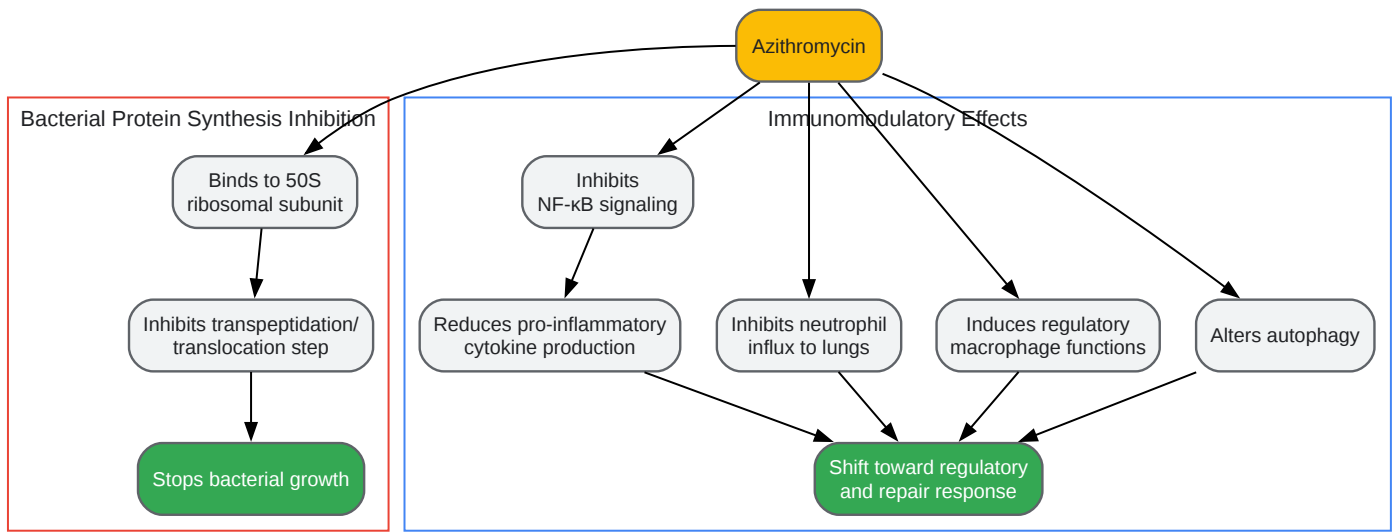 Azithromycin
Bacterial Protein Synthesis Inhibition
Immunomodulatory Effects
Binds to 50S
ribosomal subunit
Inhibits
NF-κB signaling
Inhibits transpeptidation/
translocation step
Reduces pro-inflammatory
cytokine production
Inhibits neutrophil
influx to lungs
Induces regulatory
macrophage functions
Alters autophagy
Stops bacterial growth
Shift toward regulatory
and repair response